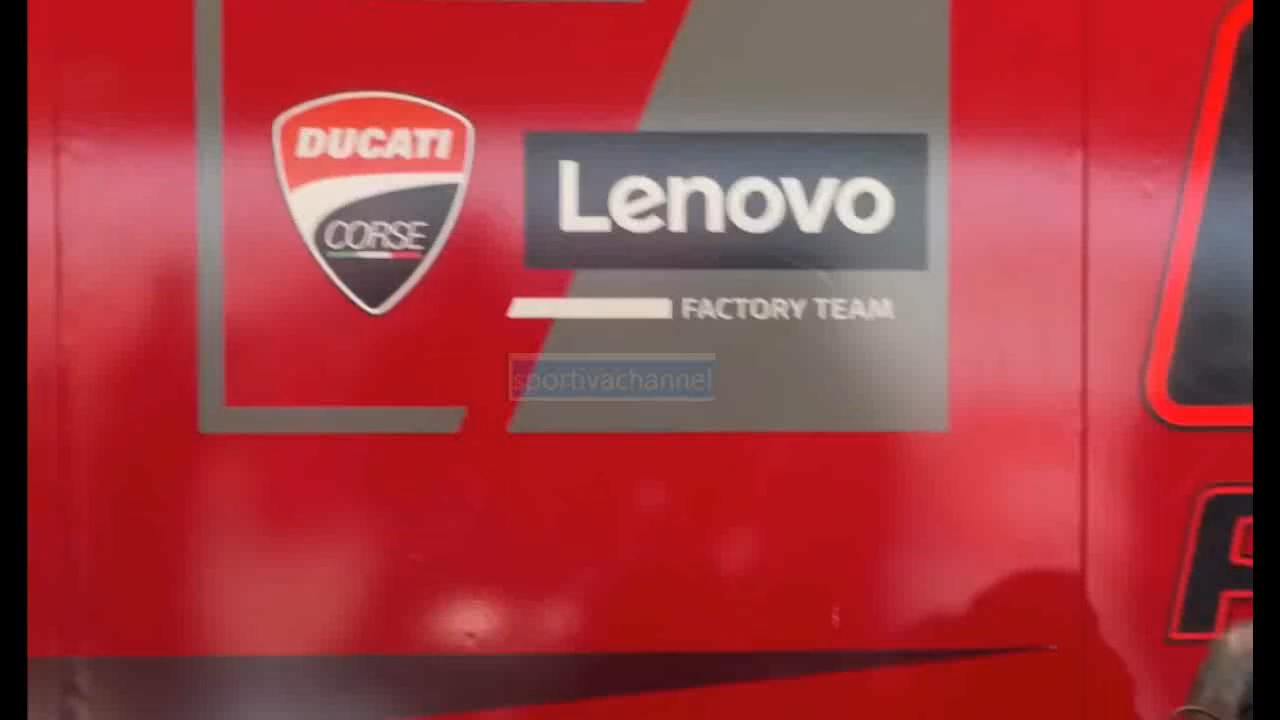 DUCATI
CORSE
Lenovo
FACTORY TEAM
sportivachannel